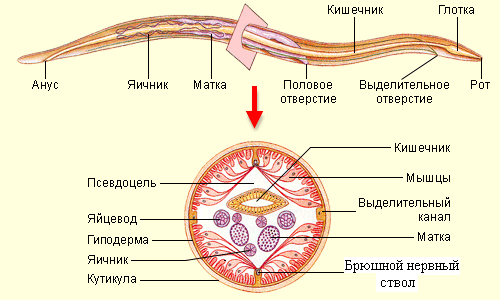 Кишечник
Глотка
Анус
Яичник
Матка
Половое
отверстие
Выделительное
отверстие
Рот
Кишечник
Псевдоцель
Мышцы
Выделительный
канал
Яйцевод
Гиподерма
Матка
Яичник
Брюшной нервный
ствол
Кутикула